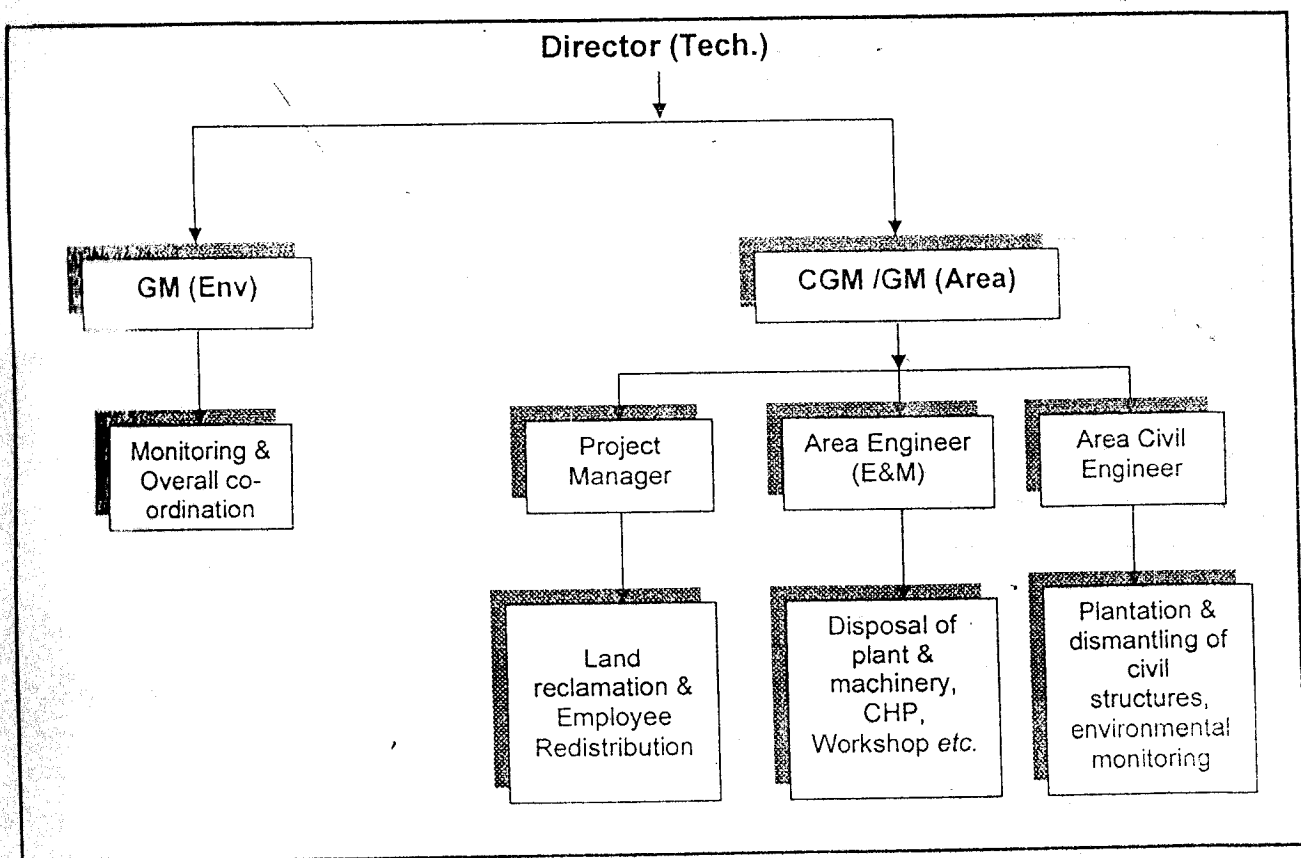 Director (Tech.)
GM (Env)
CGM /GM (Area)
Monitoring &
Overall co-
ordination
Project
Manager
Area Engineer
(E&M)
Area Civil
Engineer
Land
reclamation &
Employee
Redistribution
Disposal of
plant &
machinery,
CHP,
Workshop etc.
Plantation &
dismantling of
civil
structures,
environmental
monitoring